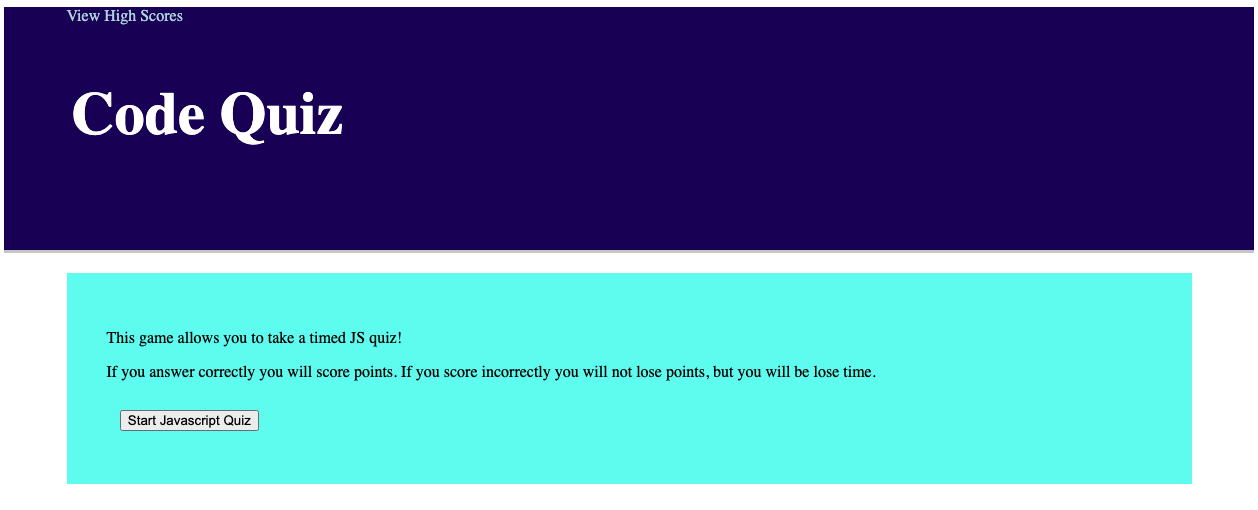 View High Scores
Code Quiz
This game allows you to take a timed JS quiz!
If you answer correctly you will score points. If you score incorrectly you will not lose points, but you will be lose time.
Start Javascript Quiz